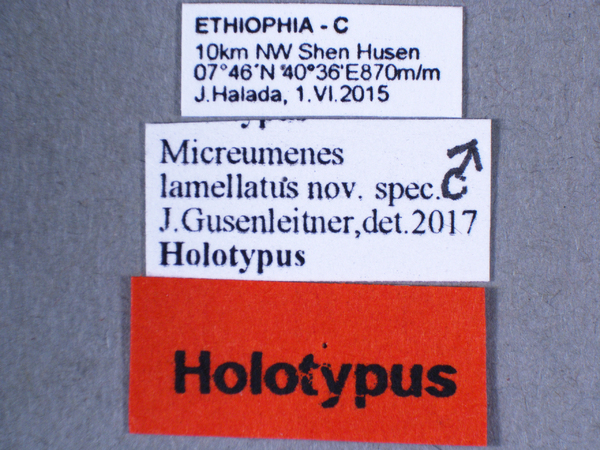 ETHIOPHIA - C
10km NW Shen Husen
07°46´N 40°36'E870m/m
J.Halada, 1.VI.2015
Micreumenes
lamellatus nov. spec. ♂
J.Gusenleitner,det.2017
Holotypus
Holotypus